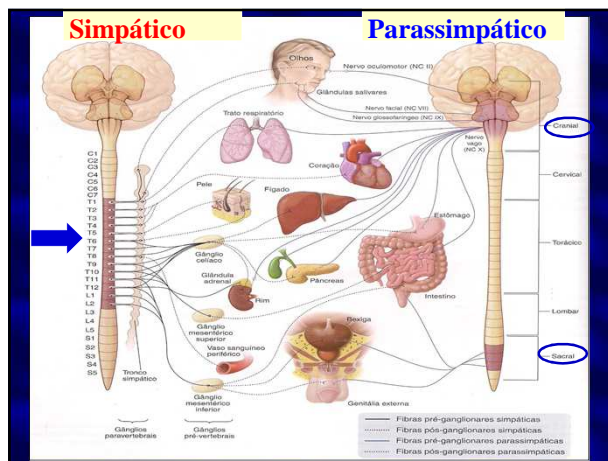 Simpático
Parassimpático
Olhos
Nervo oculomotor (NC II)
Glândulas salivares
Nervo facial (NC VII)
Nervo glossofaríngeo (NC IX)
Nervo
vago
(NC X)
Cranial
Trato respiratório
Coração
Cervical
C1
C2
C3
C4
C5
C6
C7
T1
T2
T3
T4
T5
T6
T7
T8
T9
T10
T11
T12
L1
L2
L3
L4
L5
S1
S2
S3
S4
S5
Pele
Fígado
Estômago
Torácico
Gânglio
celíaco
Glândula
adrenal
Rim
Pâncreas
Intestino
Lombar
Gânglio
mesentérico
superior
Vaso sanguíneo
periférico
Bexiga
Sacral
Tronco
simpático
Gânglio
mesentérico
inferior
Genitália externa
Gânglios
paravertebrais
Gânglios
pré-vertebrais
Fibras pré-ganglionares simpáticas
Fibras pós-ganglionares simpáticas
Fibras pré-ganglionares parassimpáticas
Fibras pós-ganglionares parassimpáticas